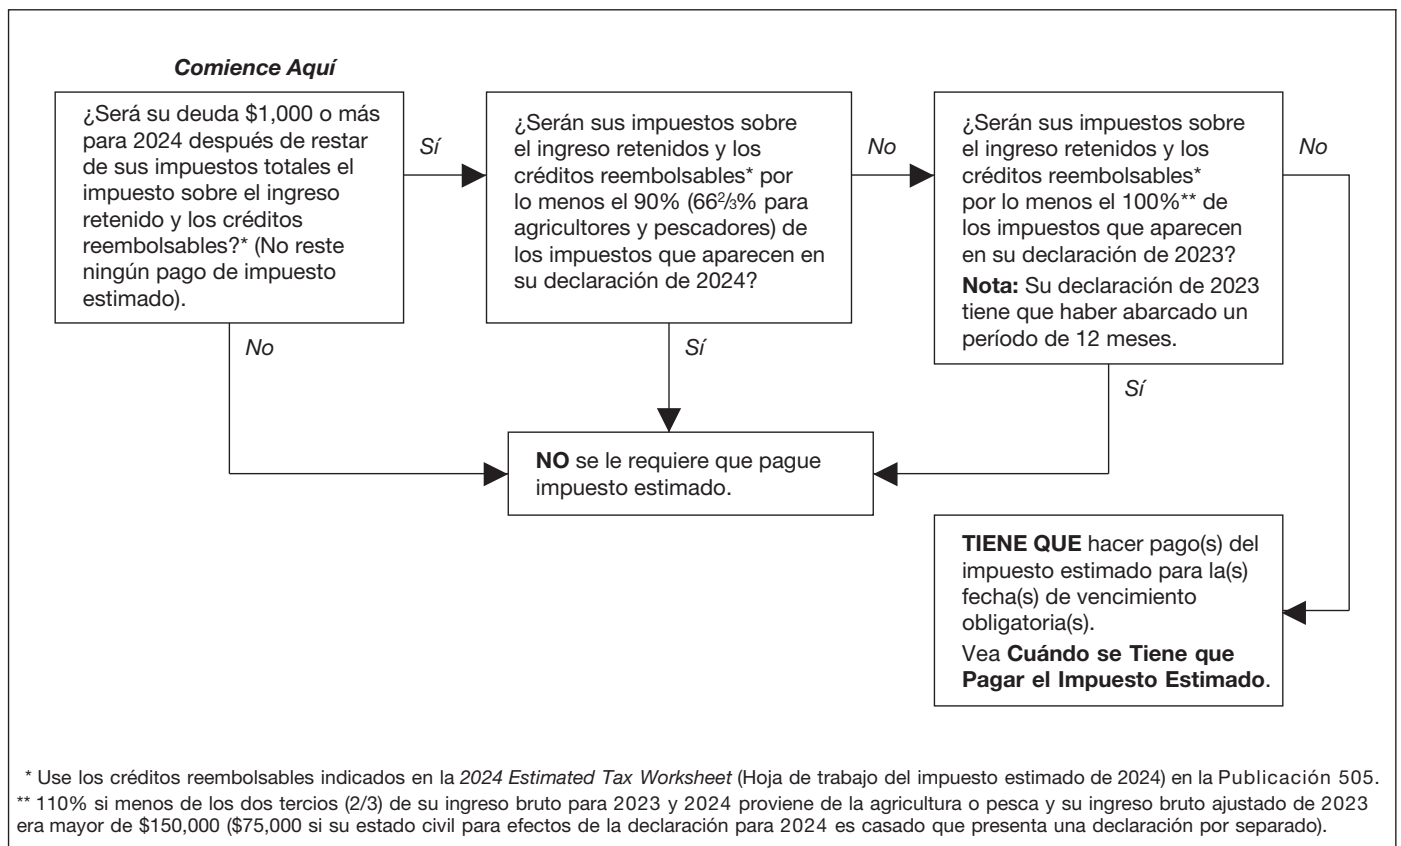 Comience Aquí
¿Será su deuda $1,000 o más
para 2024 después de restar
de sus impuestos totales el
impuesto sobre el ingreso
retenido y los créditos
reembolsables?* (No reste
ningún pago de impuesto
estimado).
Sí
¿Serán sus impuestos sobre
el ingreso retenidos y los
créditos reembolsables* por
lo menos el 90% (66²/₃% para
agricultores y pescadores) de
los impuestos que aparecen en
su declaración de 2024?
No
¿Serán sus impuestos sobre
el ingreso retenidos y los
créditos reembolsables*
por lo menos el 100%** de
los impuestos que aparecen
en su declaración de 2023?
Nota: Su declaración de 2023
tiene que haber abarcado un
período de 12 meses.
No
No
Sí
Sí
NO se le requiere que pague
impuesto estimado.
TIENE QUE hacer pago(s) del
impuesto estimado para la(s)
fecha(s) de vencimiento
obligatoria(s).
Vea Cuándo se Tiene que
Pagar el Impuesto Estimado.
* Use los créditos reembolsables indicados en la 2024 Estimated Tax Worksheet (Hoja de trabajo del impuesto estimado de 2024) en la Publicación 505.
** 110% si menos de los dos tercios (2/3) de su ingreso bruto para 2023 y 2024 proviene de la agricultura o pesca y su ingreso bruto ajustado de 2023
era mayor de $150,000 ($75,000 si su estado civil para efectos de la declaración para 2024 es casado que presenta una declaración por separado).